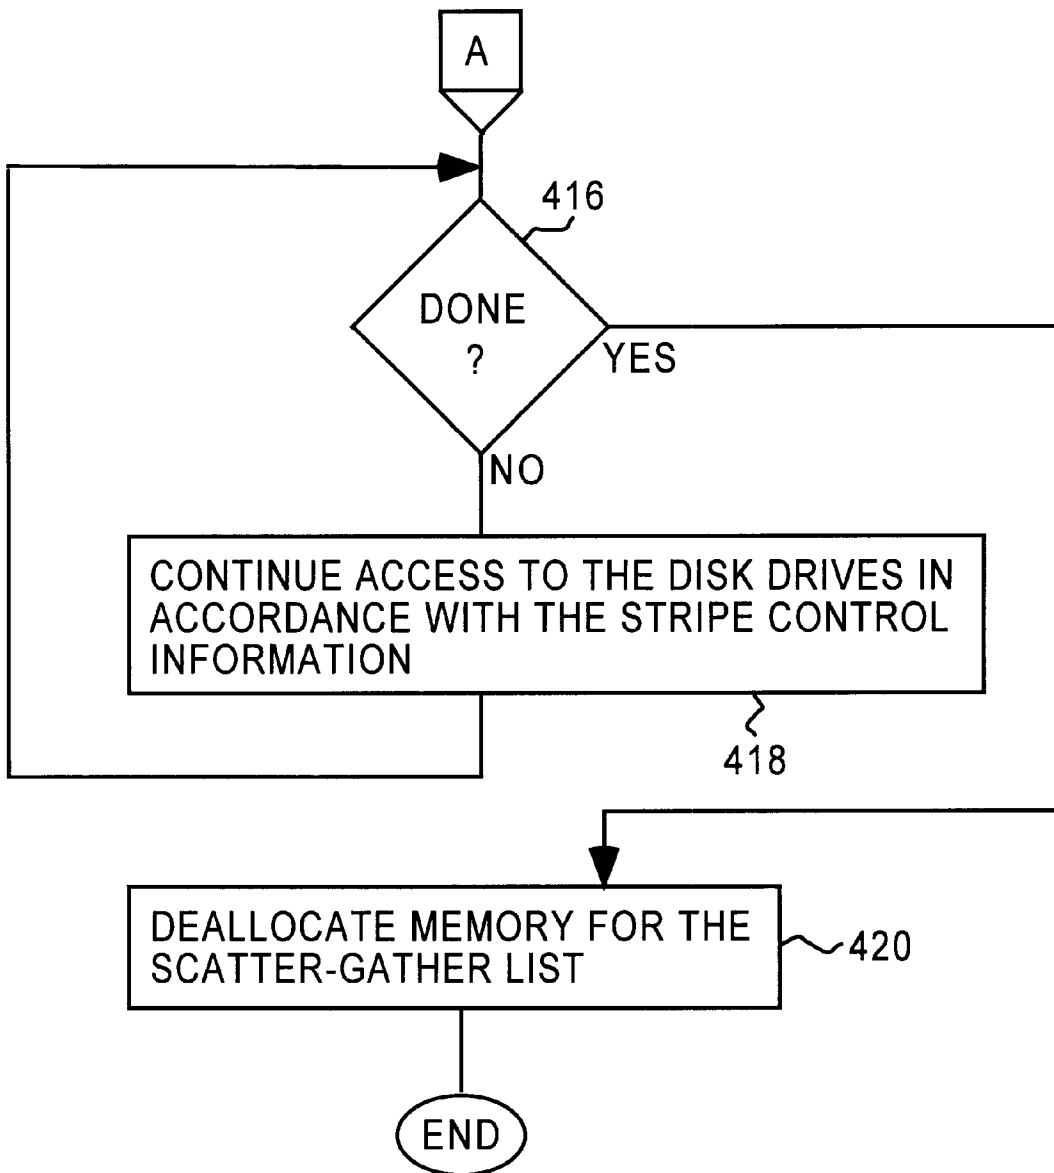 A
416
DONE
?
YES
NO
CONTINUE ACCESS TO THE DISK DRIVES IN
ACCORDANCE WITH THE STRIPE CONTROL
INFORMATION
418
DEALLOCATE MEMORY FOR THE
SCATTER-GATHER LIST
420
END